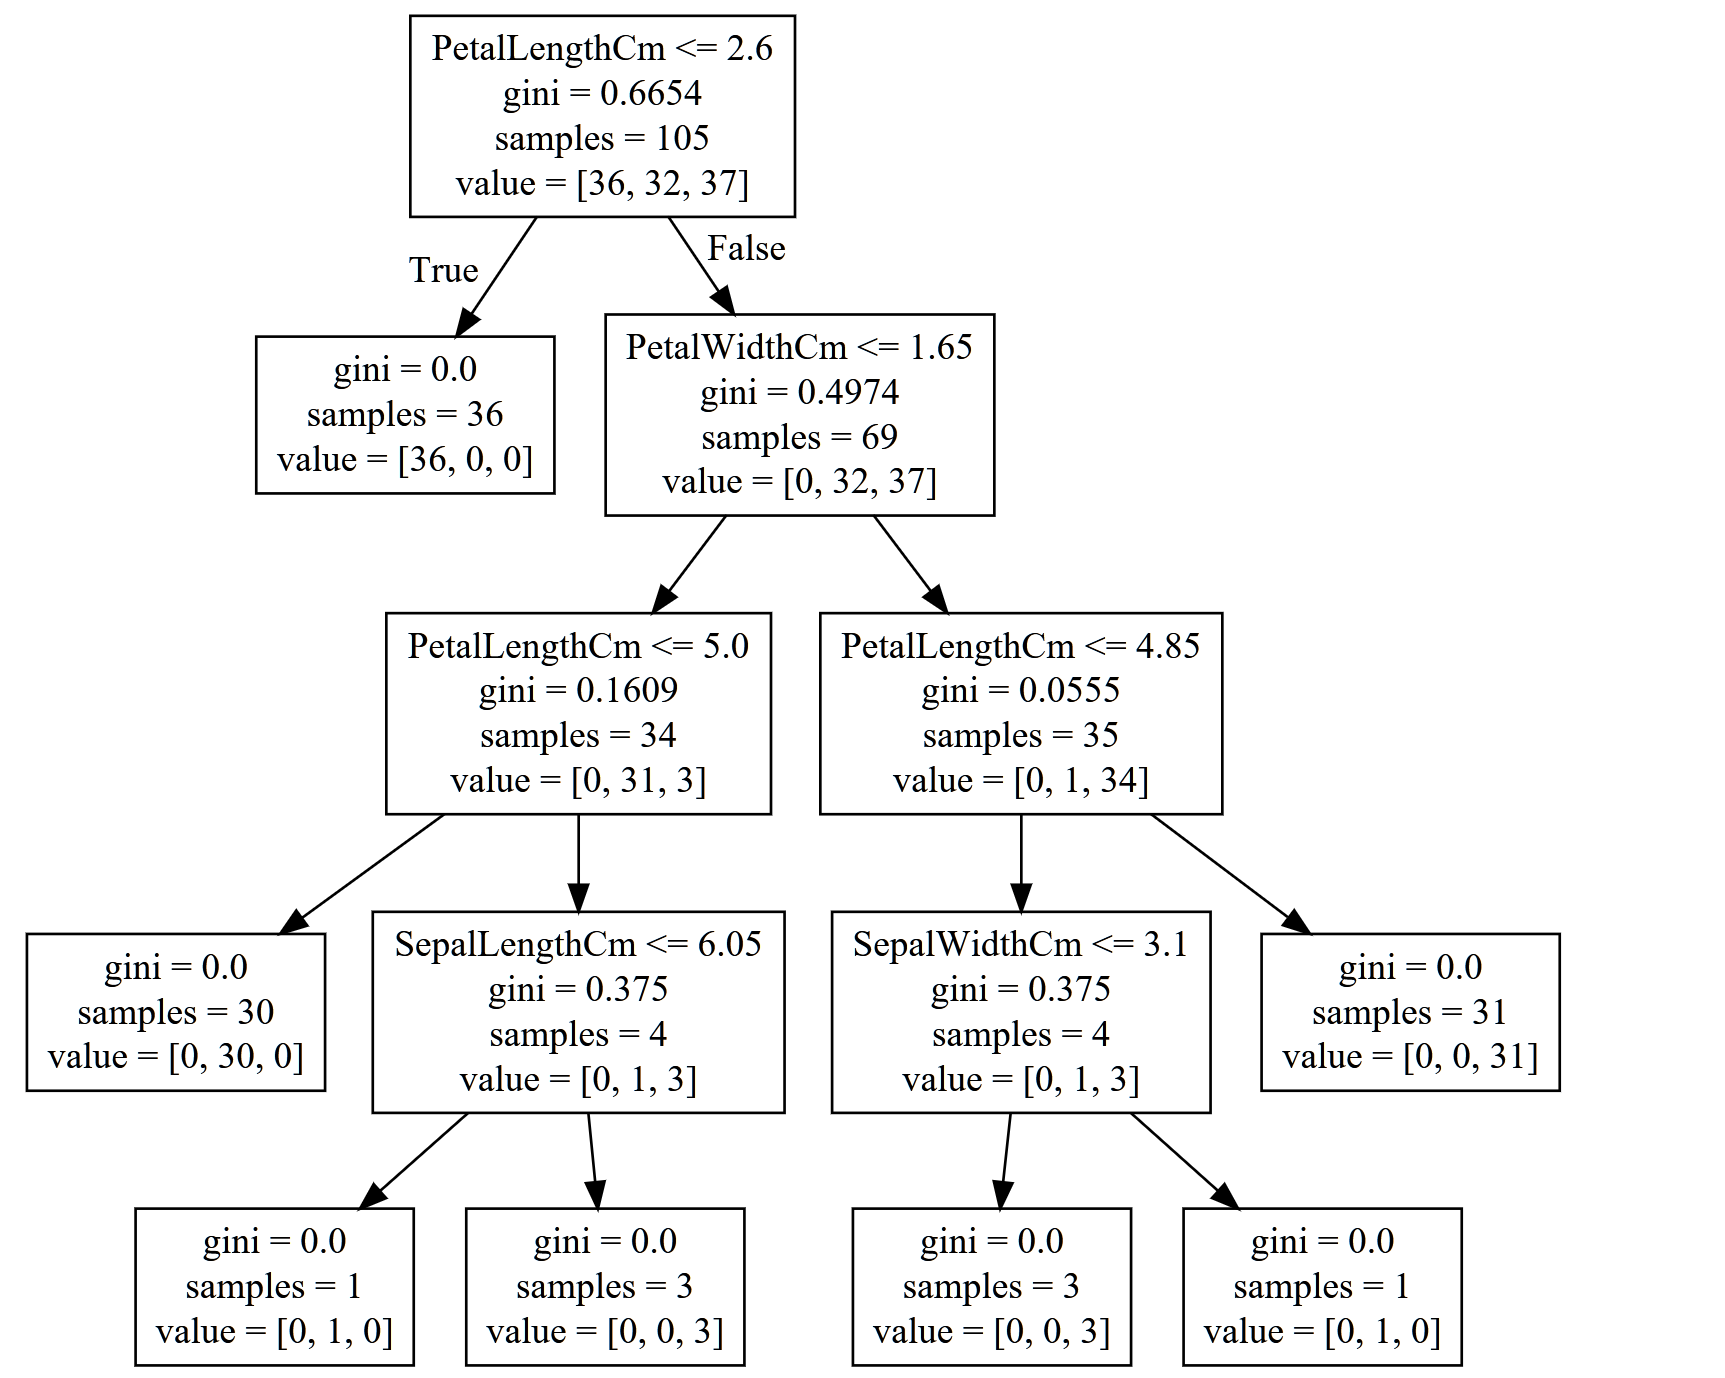 PetalLengthCm <= 2.6
gini = 0.6654
samples = 105
value = [36, 32, 37]
True
False
gini = 0.0
samples = 36
value = [36, 0, 0]
PetalWidthCm <= 1.65
gini = 0.4974
samples = 69
value = [0, 32, 37]
PetalLengthCm <= 5.0
gini = 0.1609
samples = 34
value = [0, 31, 3]
PetalLengthCm <= 4.85
gini = 0.0555
samples = 35
value = [0, 1, 34]
gini = 0.0
samples = 30
value = [0, 30, 0]
SepalLengthCm <= 6.05
gini = 0.375
samples = 4
value = [0, 1, 3]
SepalWidthCm <= 3.1
gini = 0.375
samples = 4
value = [0, 1, 3]
gini = 0.0
samples = 31
value = [0, 0, 31]
gini = 0.0
samples = 1
value = [0, 1, 0]
gini = 0.0
samples = 3
value = [0, 0, 3]
gini = 0.0
samples = 3
value = [0, 0, 3]
gini = 0.0
samples = 1
value = [0, 1, 0]